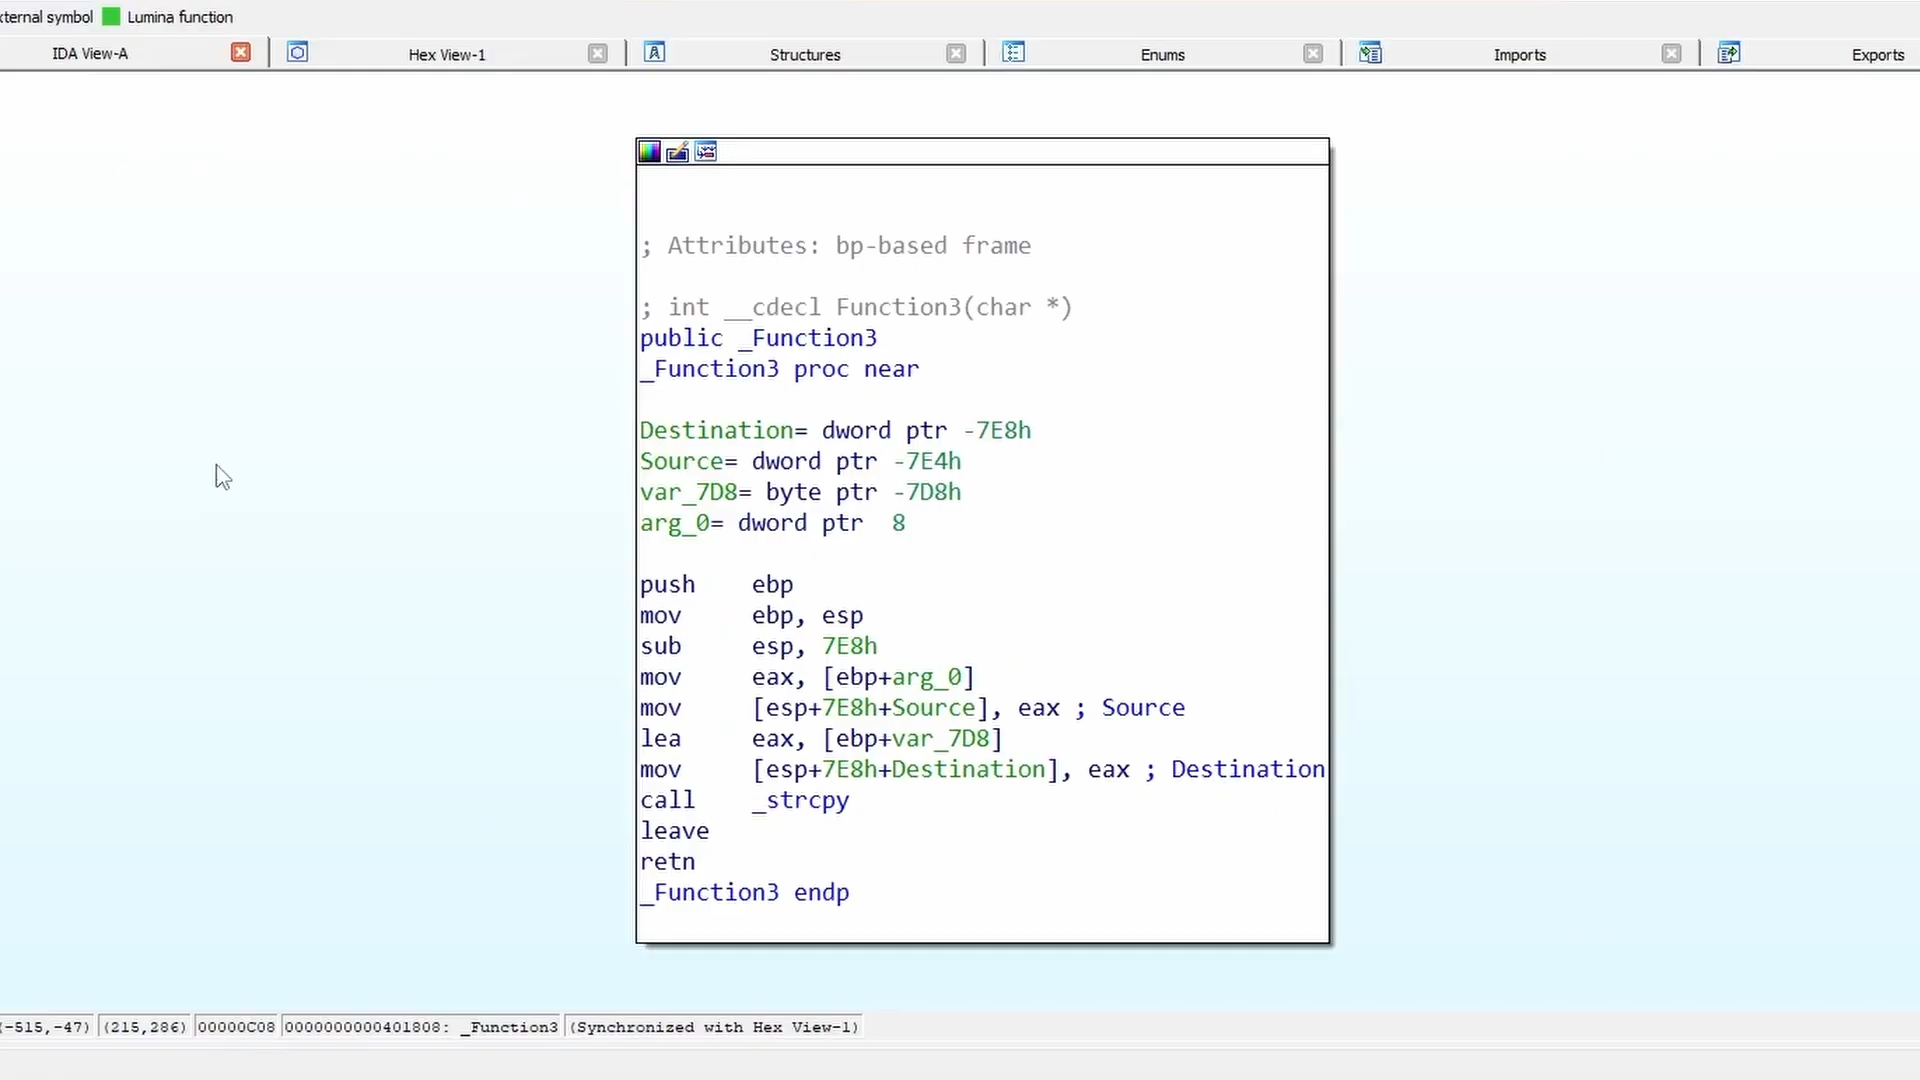 xternal symbol Lumina function
IDA View-A Hex View-1 Structures Enums Imports Exports
; Attributes: bp-based frame
; int __cdecl Function3(char *)
public _Function3
_Function3 proc near
Destination= dword ptr -7E8h
Source= dword ptr -7E4h
var_7D8= byte ptr -7D8h
arg_0= dword ptr  8
push    ebp
mov     ebp, esp
sub     esp, 7E8h
mov     eax, [ebp+arg_0]
mov     [esp+7E8h+Source], eax ; Source
lea     eax, [ebp+var_7D8]
mov     [esp+7E8h+Destination], eax ; Destination
call    _strcpy
leave
retn
_Function3 endp
(-515,-47) (215,286) 00000C08 0000000000401808: _Function3 (Synchronized with Hex View-1)